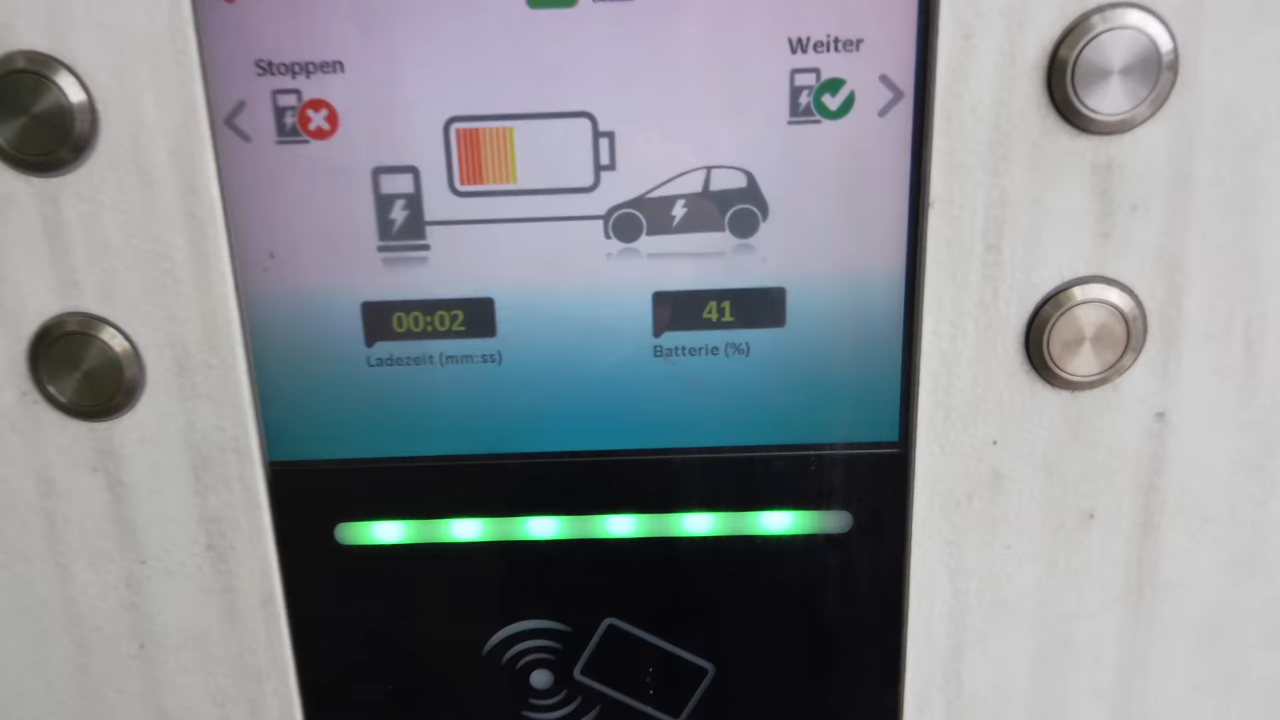 Stoppen
Weiter
00:02
41
Ladezeit (mm:ss)
Batterie (%)